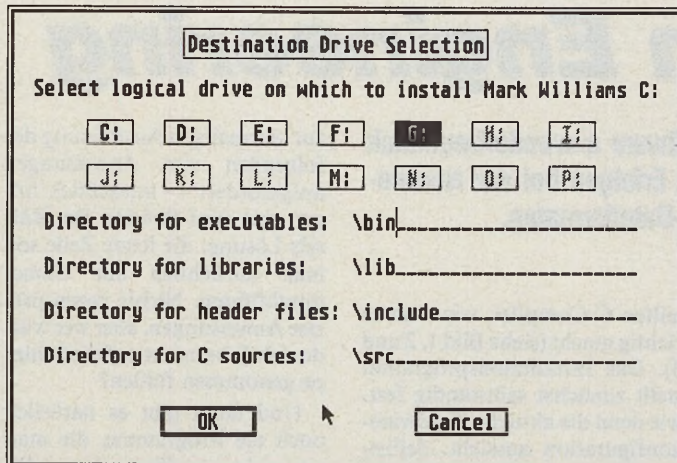 Destination Drive Selection
Select logical drive on which to install Mark Williams C:
C: D: E: F: G: H: I:
J: K: L: M: N: O: P:
Directory for executables: \bin
Directory for libraries: \lib
Directory for header files: \include
Directory for C sources: \src
OK Cancel